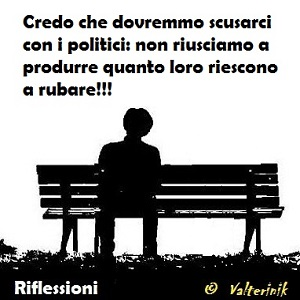 Credo che dovremmo scusarci
con i politici: non riusciamo a
produrre quanto loro riescono
a rubare!!!
Riflessioni
© Valterinik